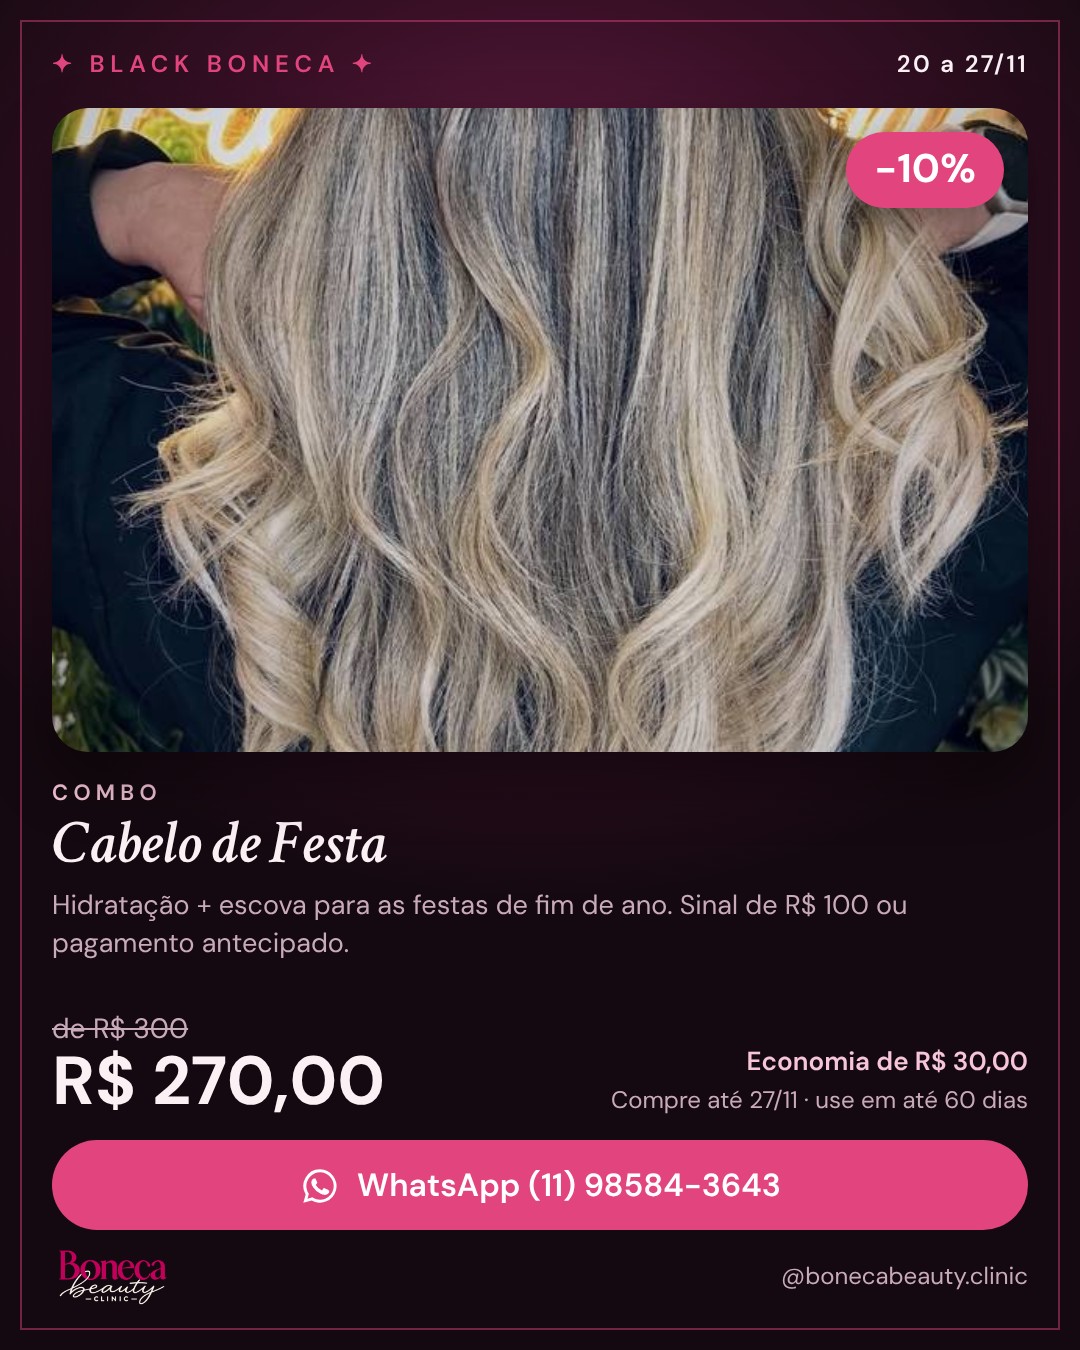 ✦ BLACK BONECA ✦
20 a 27/11
-10%
COMBO
Cabelo de Festa
Hidratação + escova para as festas de fim de ano. Sinal de R$ 100 ou
pagamento antecipado.
de R$ 300
R$ 270,00
Economia de R$ 30,00
Compre até 27/11 · use em até 60 dias
WhatsApp (11) 98584-3643
Boneca
beauty
CLINIC
@bonecabeauty.clinic